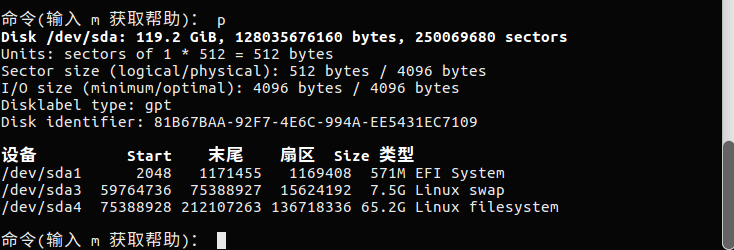 命令(输入 m 获取帮助)： p
Disk /dev/sda: 119.2 GiB, 128035676160 bytes, 250069680 sectors
Units: sectors of 1 * 512 = 512 bytes
Sector size (logical/physical): 512 bytes / 4096 bytes
I/O size (minimum/optimal): 4096 bytes / 4096 bytes
Disklabel type: gpt
Disk identifier: 81B67BAA-92F7-4E6C-994A-EE5431EC7109
设备 Start 末尾 扇区 Size 类型
/dev/sda1 2048 1171455 1169408 571M EFI System
/dev/sda3 59764736 75388927 15624192 7.5G Linux swap
/dev/sda4 75388928 212107263 136718336 65.2G Linux filesystem
命令(输入 m 获取帮助)：